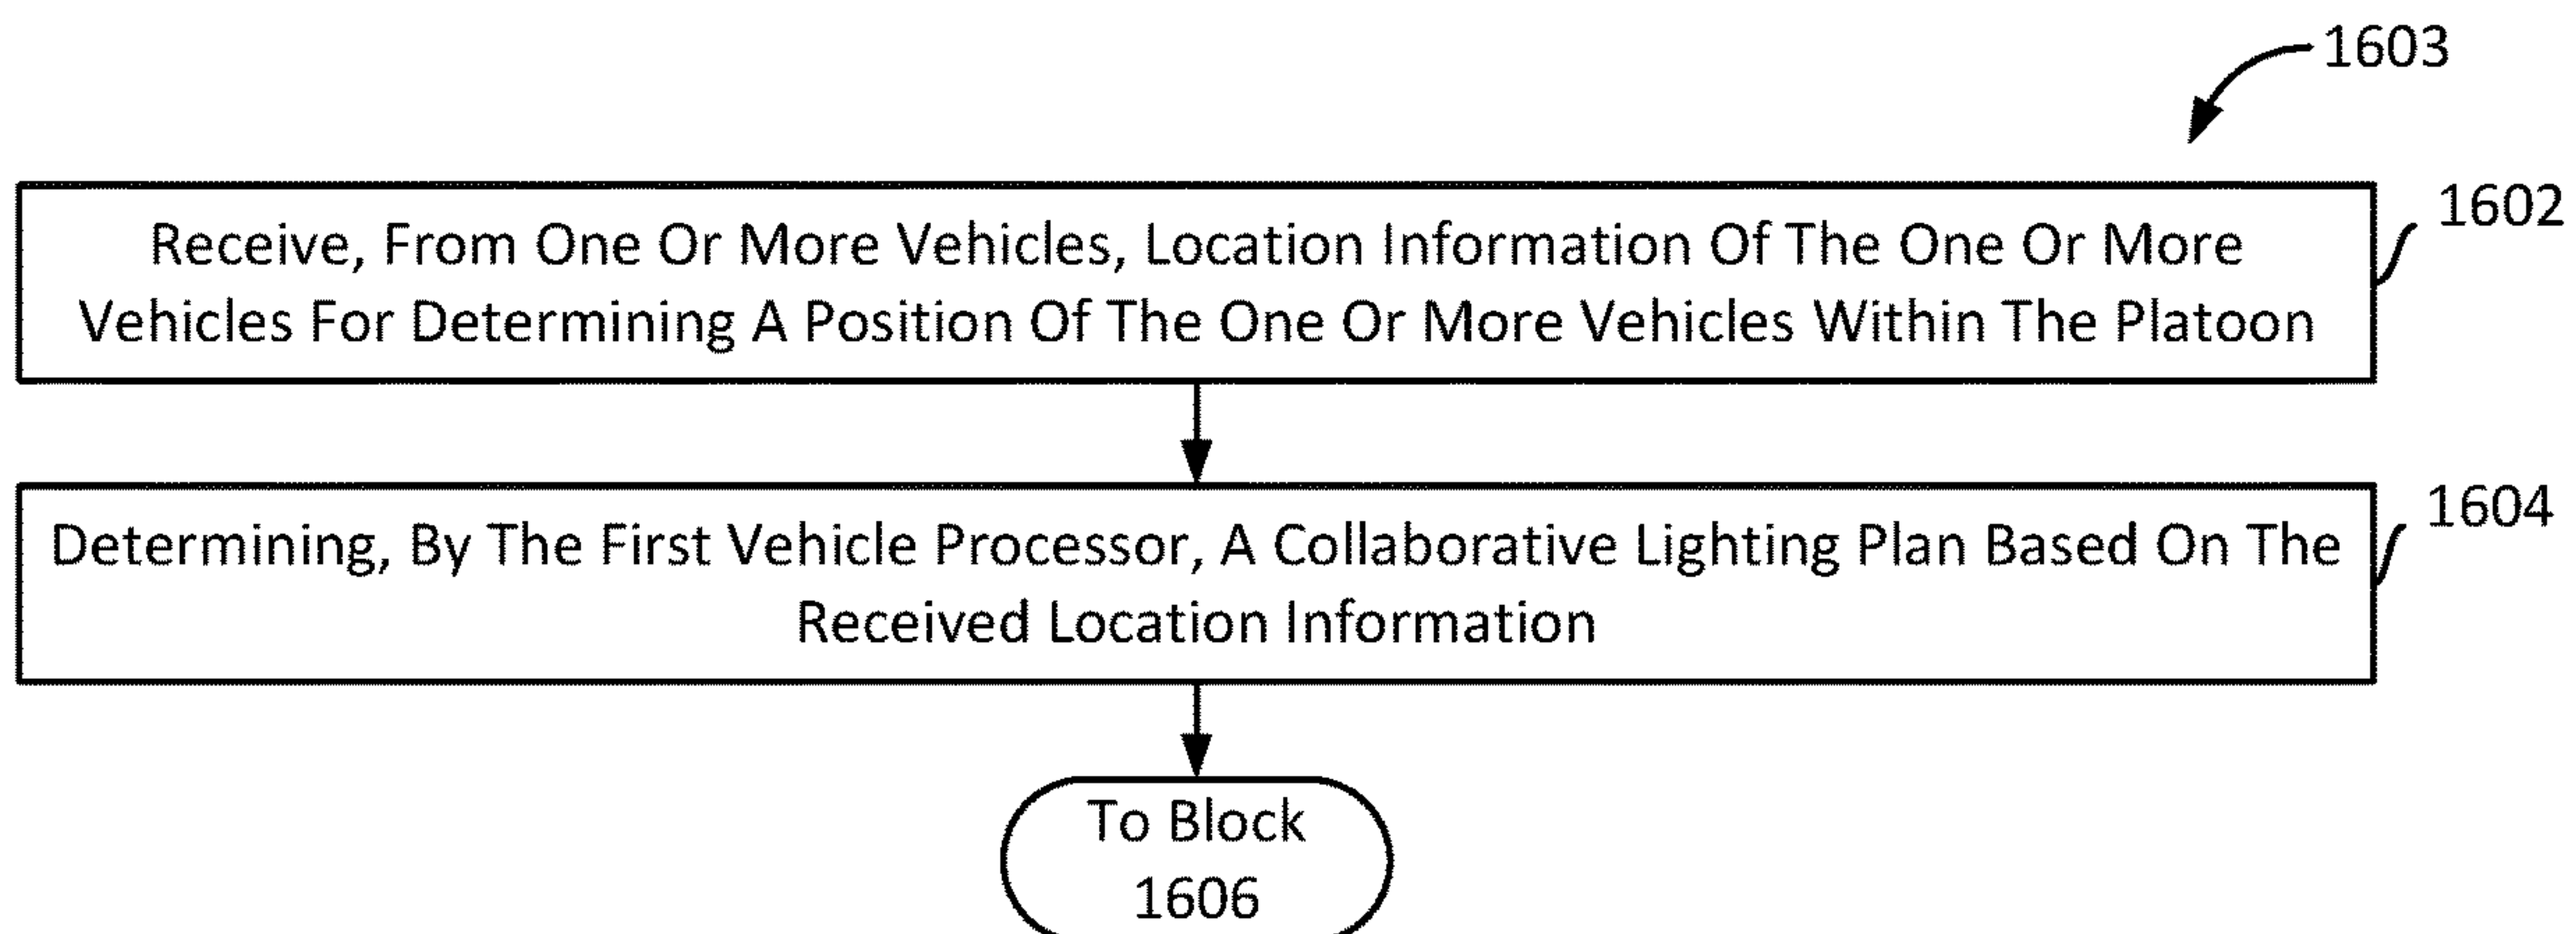 1603
1602
Receive, From One Or More Vehicles, Location Information Of The One Or More
Vehicles For Determining A Position Of The One Or More Vehicles Within The Platoon
1604
Determining, By The First Vehicle Processor, A Collaborative Lighting Plan Based On The
Received Location Information
To Block
1606